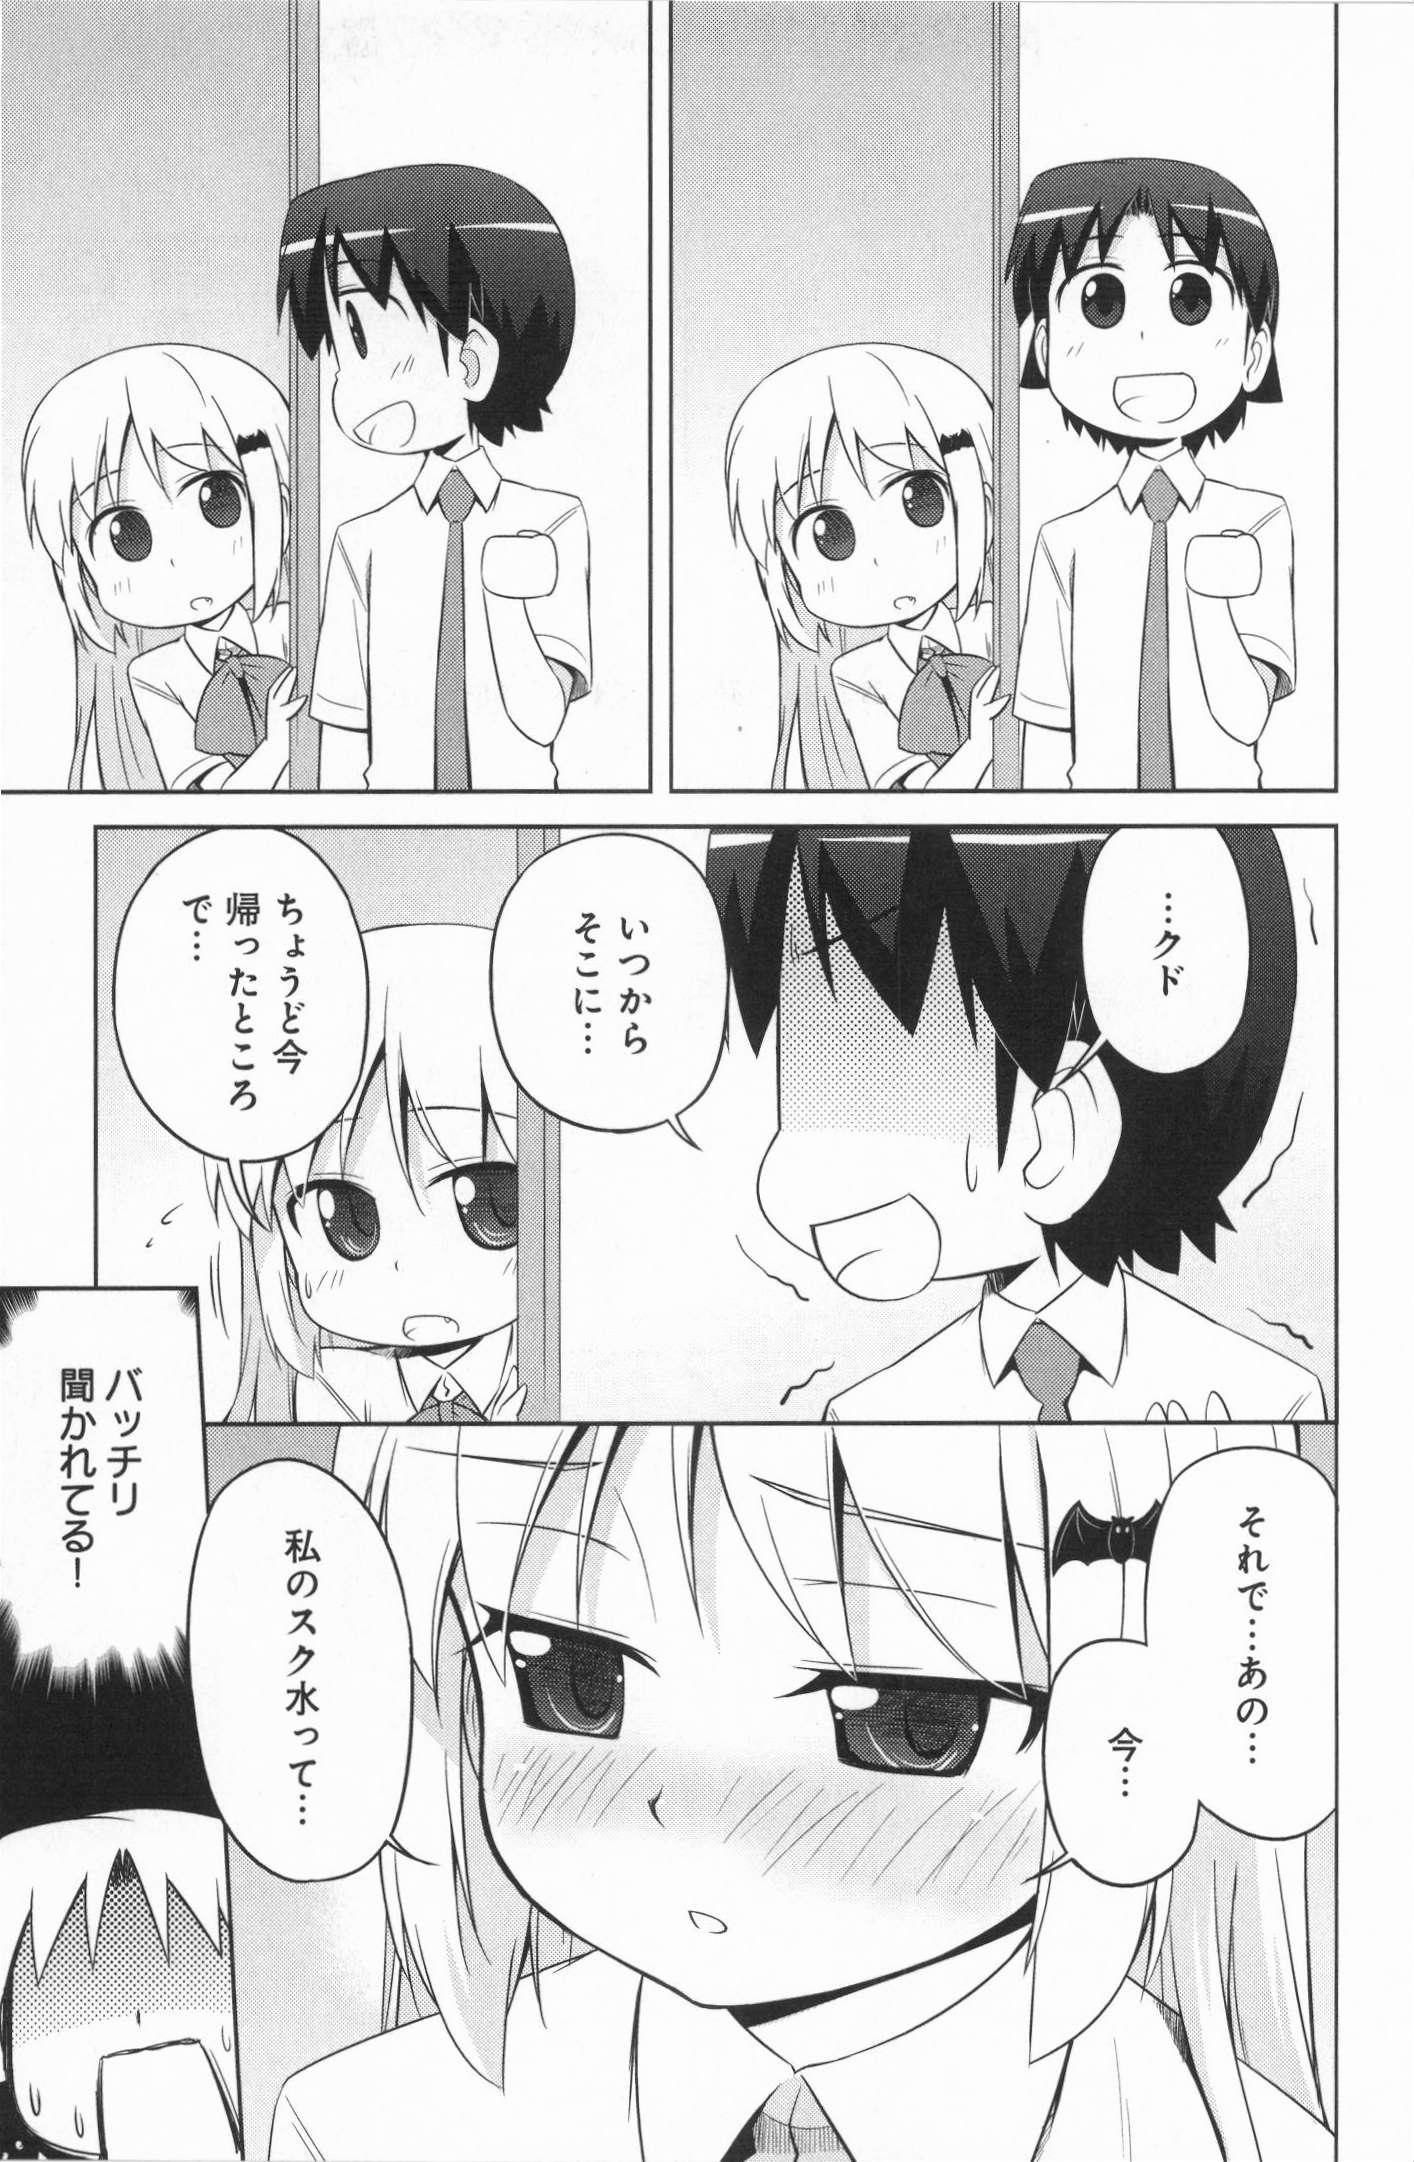 …クド
いつから
そこに…
ちょうど今
帰ったところ
で…
それで…あの…
今…
私のスク水って…
バッチリ
聞かれてる！